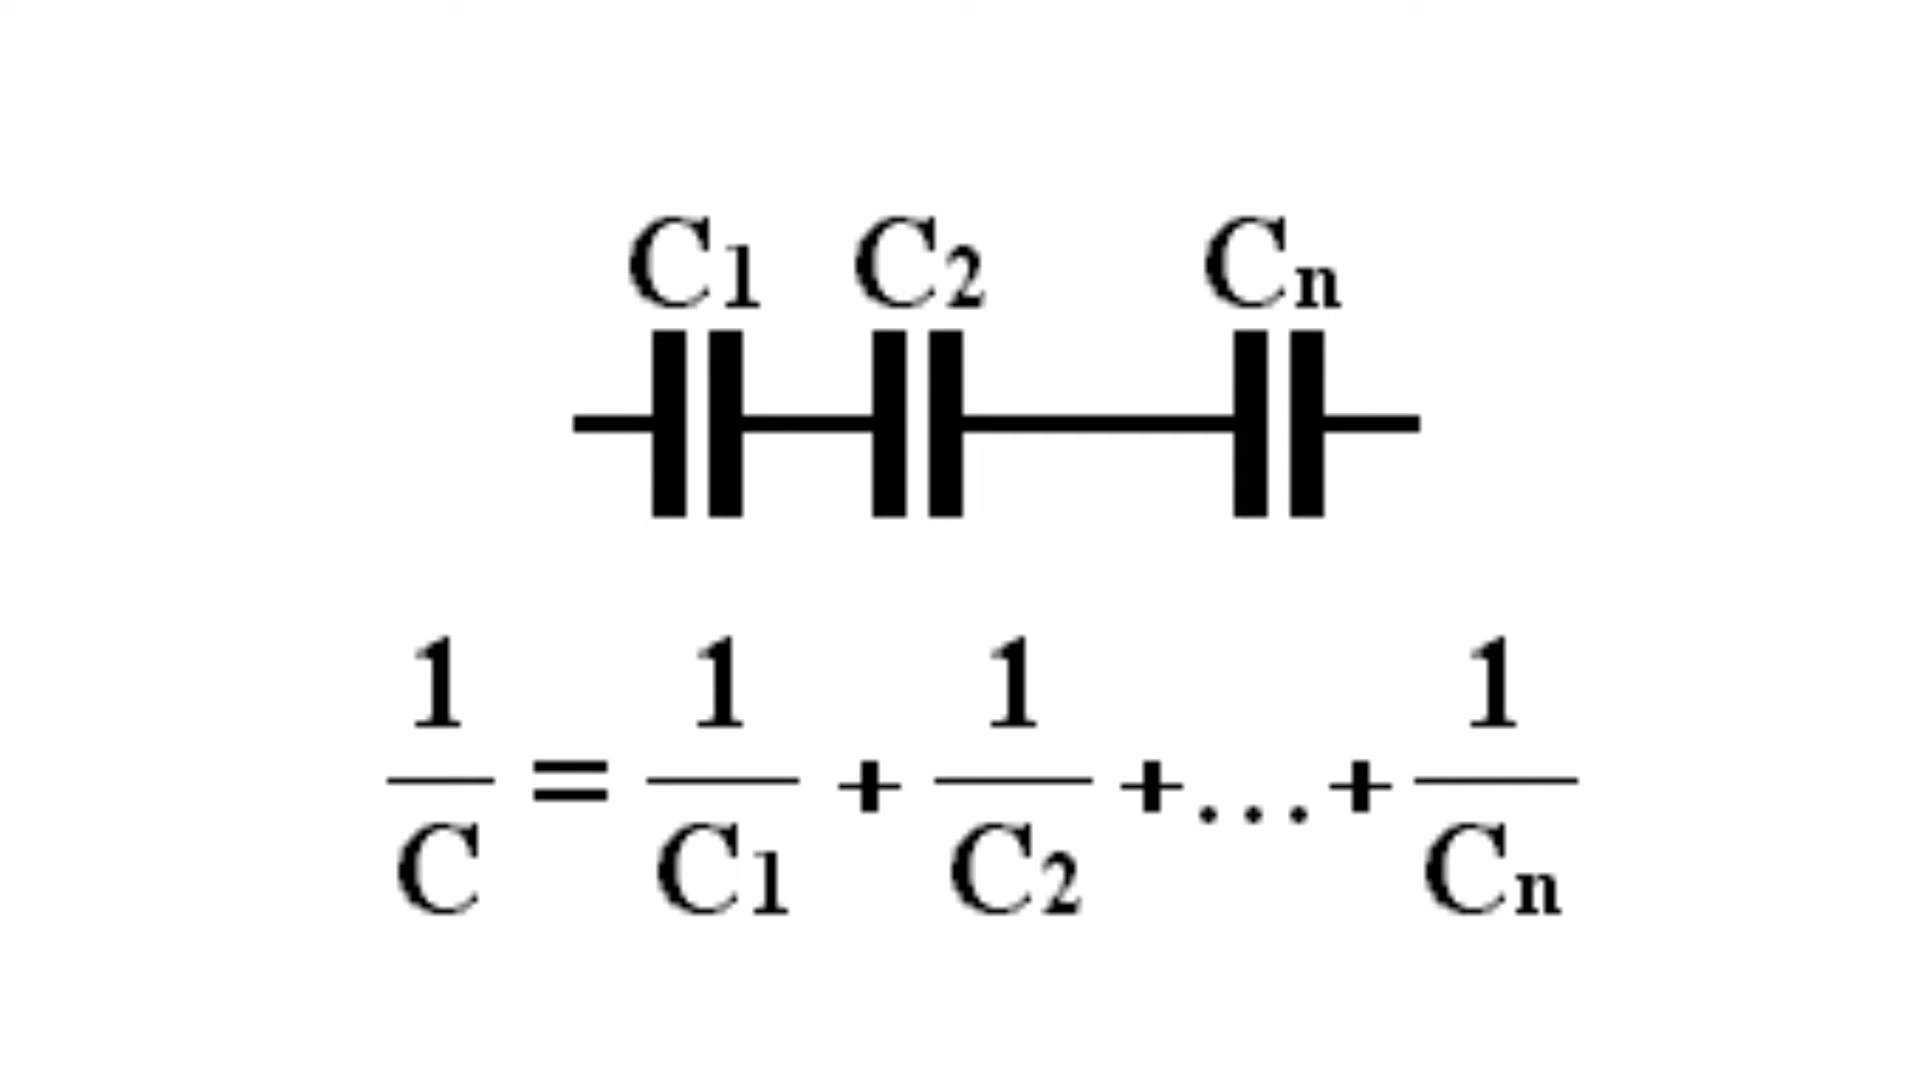 C1 C2 Cn
1/C = 1/C1 + 1/C2 +...+ 1/Cn